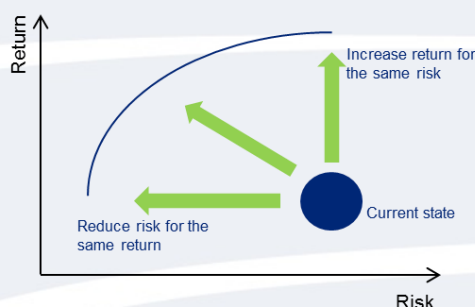 Return
Increase return for
the same risk
Current state
Reduce risk for the
same return
Risk